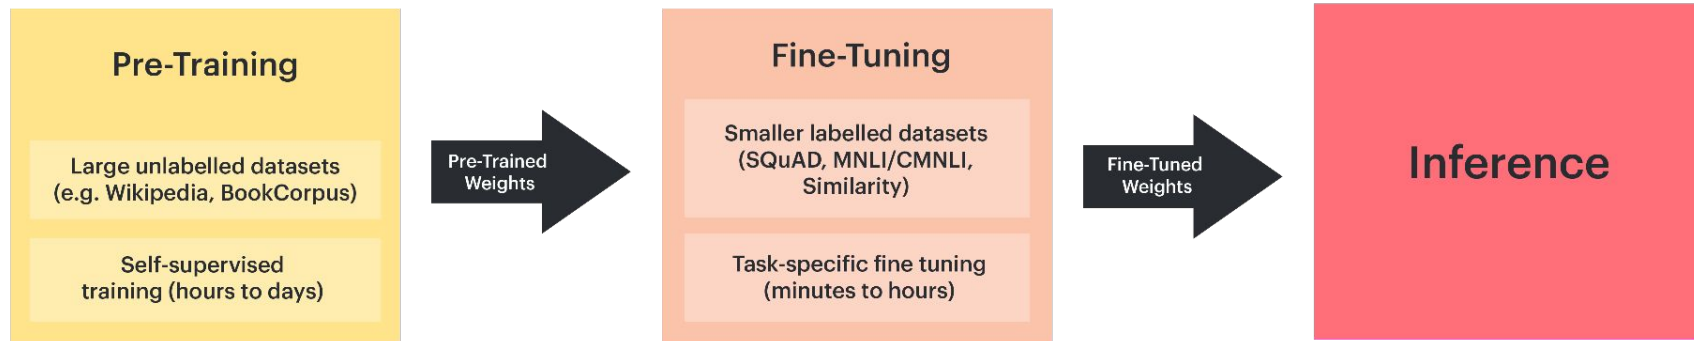 Pre-Training
Large unlabelled datasets
(e.g. Wikipedia, BookCorpus)
Self-supervised
training (hours to days)
Pre-Trained
Weights
Fine-Tuning
Smaller labelled datasets
(SQuAD, MNLI/CMNLI,
Similarity)
Task-specific fine tuning
(minutes to hours)
Fine-Tuned
Weights
Inference